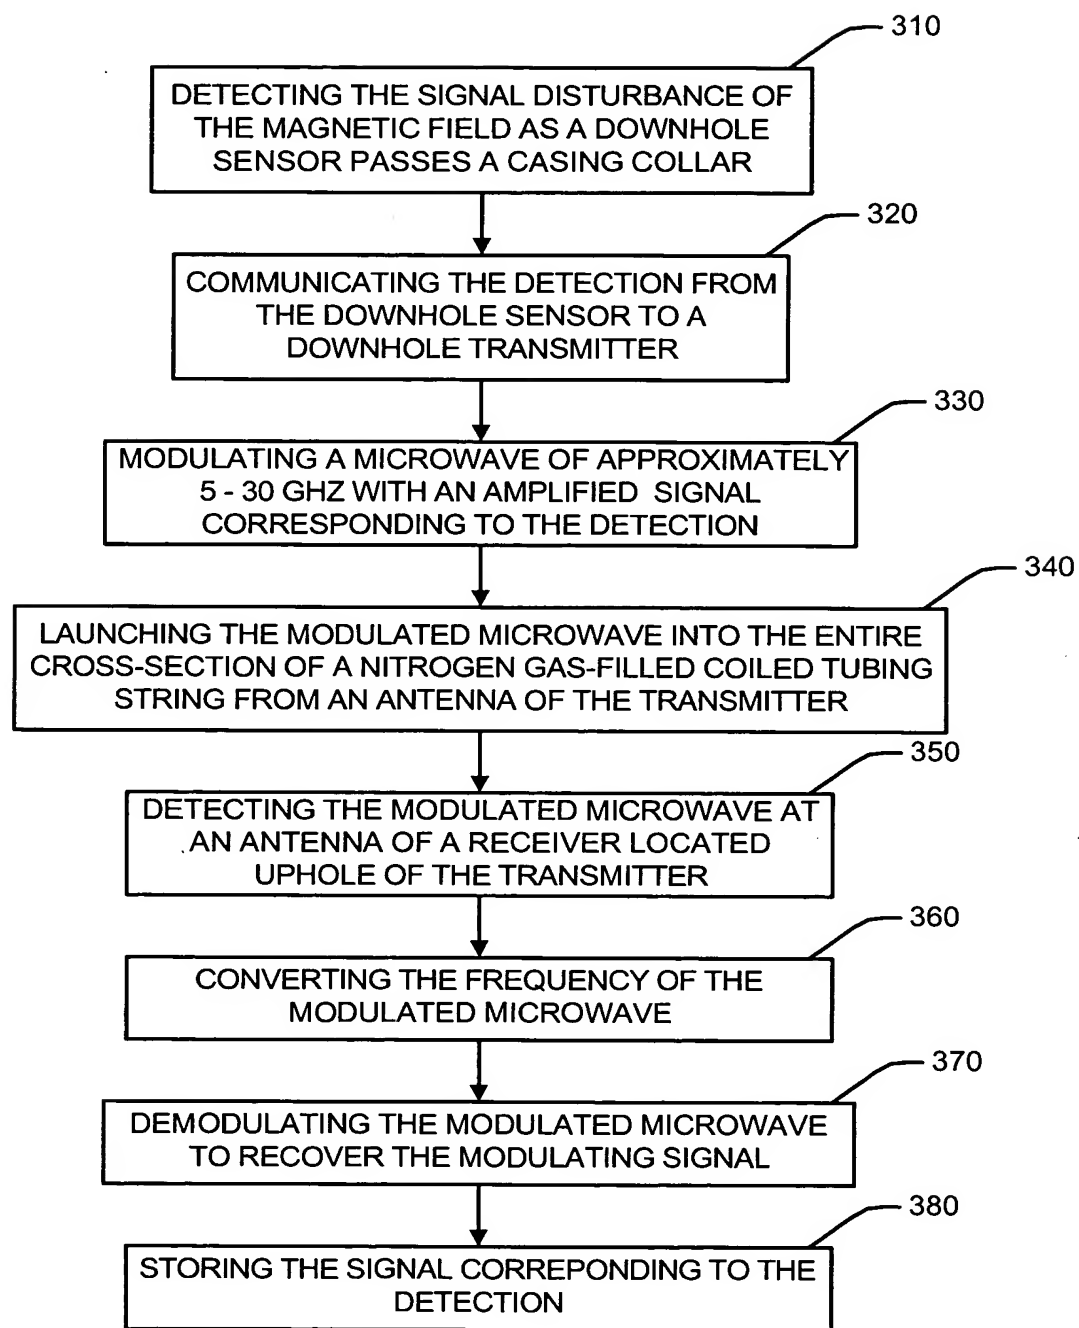 310
DETECTING THE SIGNAL DISTURBANCE OF
THE MAGNETIC FIELD AS A DOWNHOLE
SENSOR PASSES A CASING COLLAR
320
COMMUNICATING THE DETECTION FROM
THE DOWNHOLE SENSOR TO A
DOWNHOLE TRANSMITTER
330
MODULATING A MICROWAVE OF APPROXIMATELY
5 - 30 GHZ WITH AN AMPLIFIED SIGNAL
CORRESPONDING TO THE DETECTION
340
LAUNCHING THE MODULATED MICROWAVE INTO THE ENTIRE
CROSS-SECTION OF A NITROGEN GAS-FILLED COILED TUBING
STRING FROM AN ANTENNA OF THE TRANSMITTER
350
DETECTING THE MODULATED MICROWAVE AT
AN ANTENNA OF A RECEIVER LOCATED
UPHOLE OF THE TRANSMITTER
360
CONVERTING THE FREQUENCY OF THE
MODULATED MICROWAVE
370
DEMODULATING THE MODULATED MICROWAVE
TO RECOVER THE MODULATING SIGNAL
380
STORING THE SIGNAL CORREPONDING TO THE
DETECTION